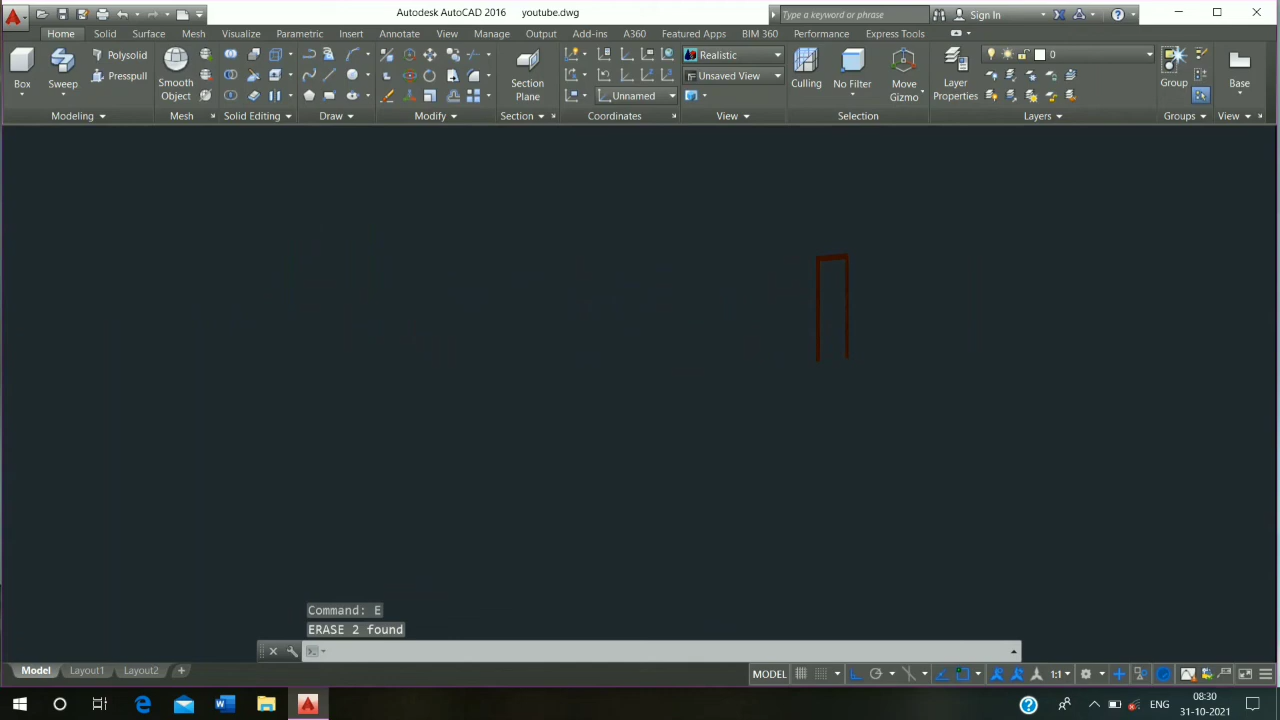 Autodesk AutoCAD 2016 youtube.dwg
Type a keyword or phrase
Sign In
Home Solid Surface Mesh Visualize Parametric Insert Annotate View Manage Output Add-ins A360 Featured Apps BIM 360 Performance Express Tools
Box
Sweep
Polysolid
Presspull
Smooth
Object
Section
Plane
Realistic
Unsaved View
Unnamed
Culling
No Filter
Move
Gizmo
Layer
Properties
0
Group
Base
Modeling
Mesh
Solid Editing
Draw
Modify
Section
Coordinates
View
Selection
Layers
Groups
View
Command: E
ERASE 2 found
Model Layout1 Layout2
MODEL
1:1
ENG
08:30
31-10-2021